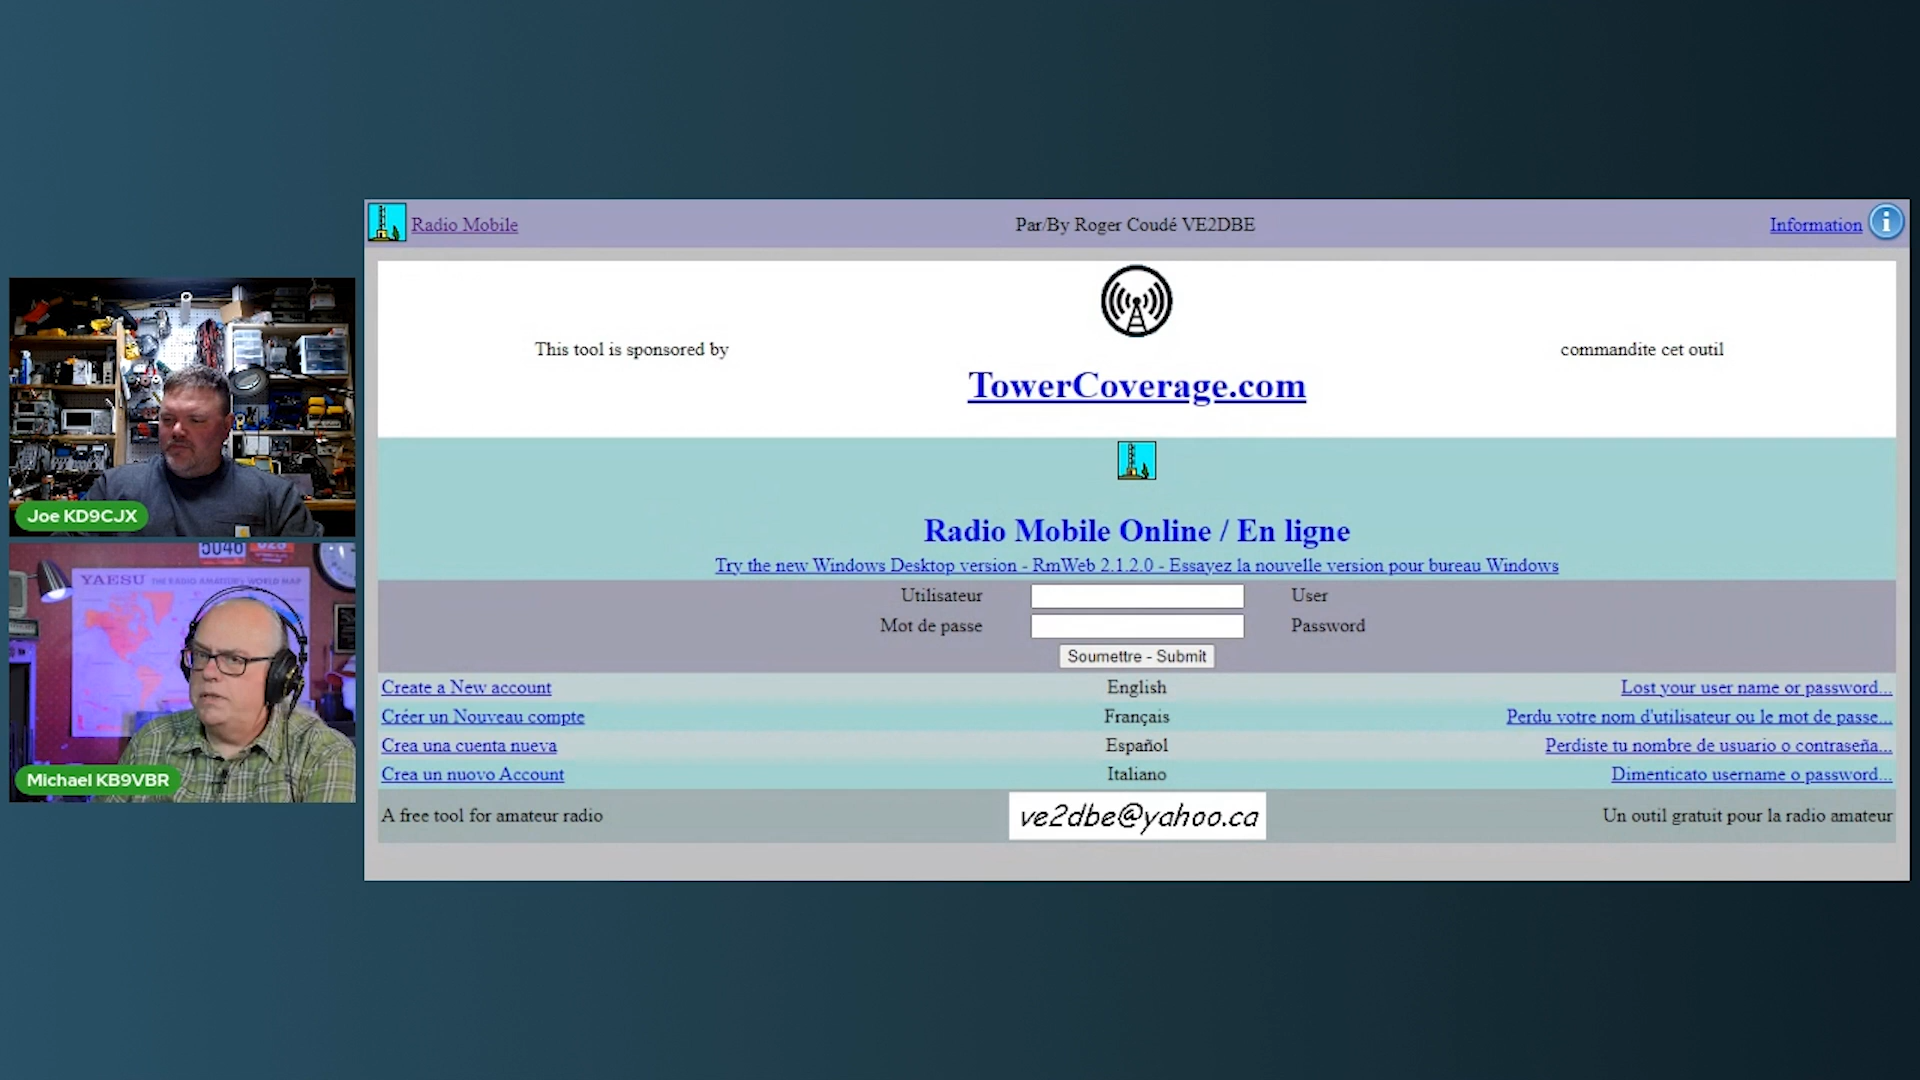 Radio Mobile
Par/By Roger Coudé VE2DBE
Information
This tool is sponsored by
commandite cet outil
TowerCoverage.com
Radio Mobile Online / En ligne
Try the new Windows Desktop version - RmWeb 2.1.2.0 - Essayez la nouvelle version pour bureau Windows
Utilisateur User
Mot de passe Password
Soumettre - Submit
Create a New account English Lost your user name or password...
Créer un Nouveau compte Français Perdu votre nom d'utilisateur ou le mot de passe...
Crea una cuenta nueva Español Perdiste tu nombre de usuario o contraseña...
Crea un nuovo Account Italiano Dimenticato username o password...
A free tool for amateur radio ve2dbe@yahoo.ca Un outil gratuit pour la radio amateur
Joe KD9CJX
YAESU THE RADIO AMATEUR'S WORLD MAP
Michael KB9VBR